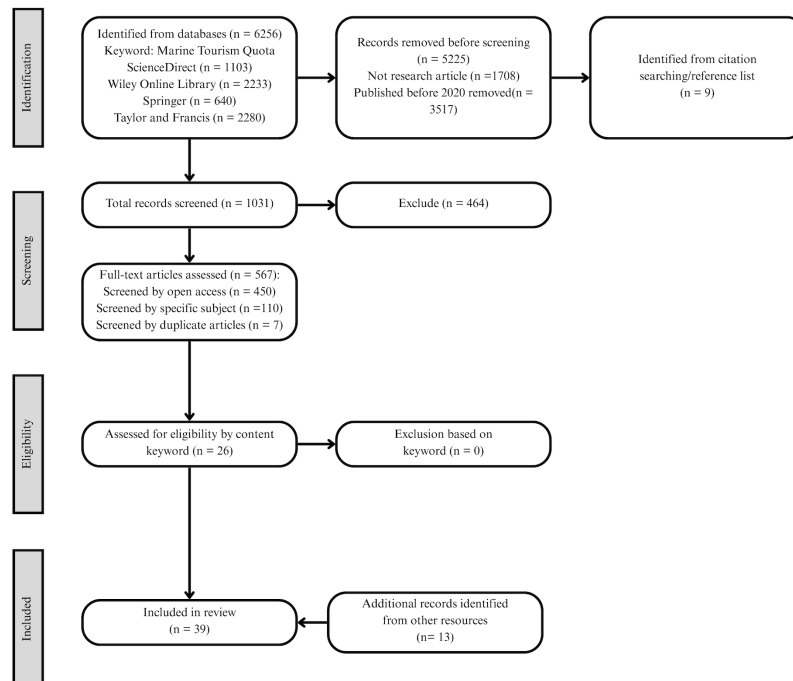 Identification
Identified from databases (n = 6256)
Keyword: Marine Tourism Quota
ScienceDirect (n = 1103)
Wiley Online Library (n = 2233)
Springer (n = 640)
Taylor and Francis (n = 2280)
Records removed before screening
(n = 5225)
Not research article (n =1708)
Published before 2020 removed(n =
3517)
Identified from citation
searching/reference list
(n = 9)
Screening
Total records screened (n = 1031)
Exclude (n = 464)
Full-text articles assessed (n = 567):
Screened by open access (n = 450)
Screened by specific subject (n =110)
Screened by duplicate articles (n = 7)
Eligibility
Assessed for eligibility by content
keyword (n = 26)
Exclusion based on
keyword (n = 0)
Included
Included in review
(n = 39)
Additional records identified
from other resources
(n= 13)